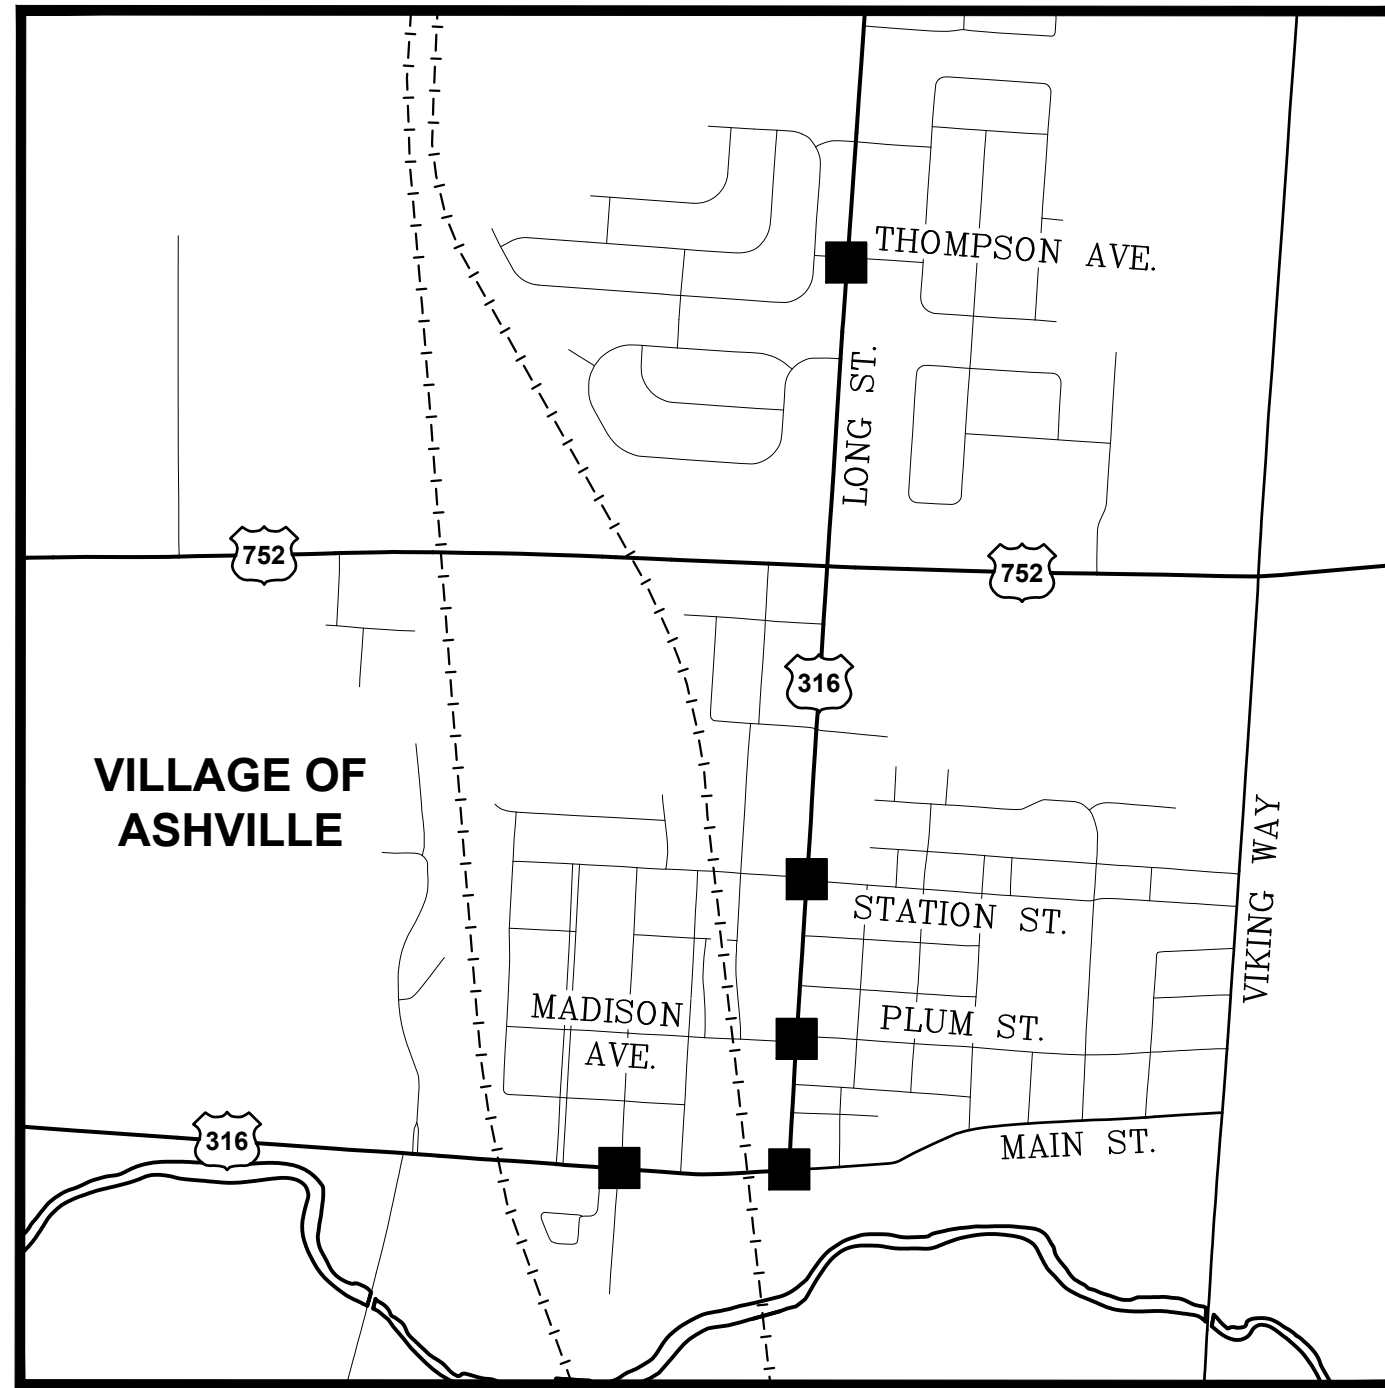 THOMPSON AVE.
LONG ST.
752
752
316
VILLAGE OF
ASHVILLE
VIKING WAY
STATION ST.
MADISON
AVE.
PLUM ST.
316
MAIN ST.